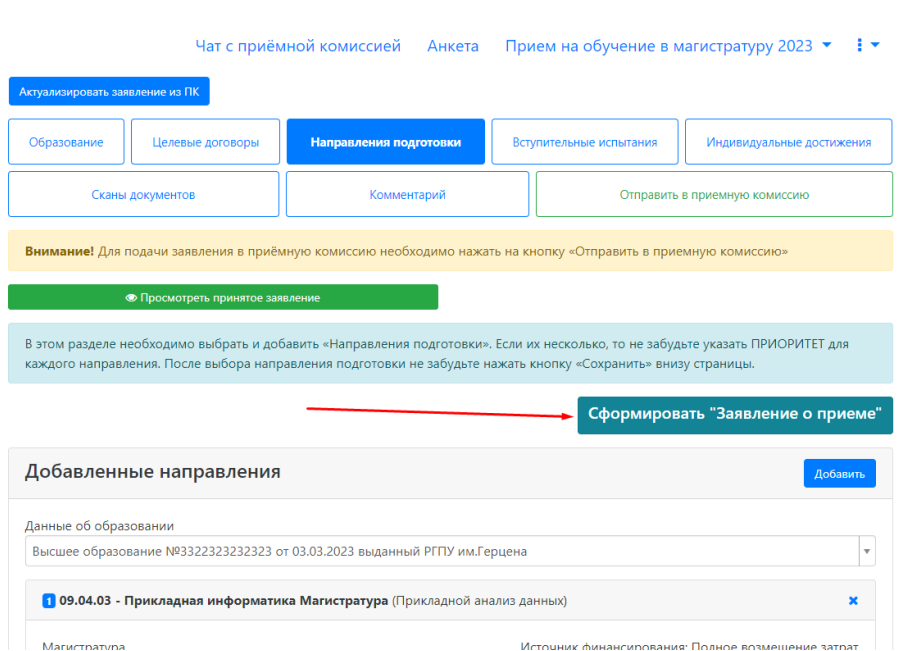 Чат с приёмной комиссией Анкета Прием на обучение в магистратуру 2023
Актуализировать заявление из ПК
Образование Целевые договоры Направления подготовки Вступительные испытания Индивидуальные достижения
Сканы документов Комментарий Отправить в приемную комиссию
Внимание! Для подачи заявления в приёмную комиссию необходимо нажать на кнопку «Отправить в приемную комиссию»
Просмотреть принятое заявление
В этом разделе необходимо выбрать и добавить «Направления подготовки». Если их несколько, то не забудьте указать ПРИОРИТЕТ для
каждого направления. После выбора направления подготовки не забудьте нажать кнопку «Сохранить» внизу страницы.
Сформировать "Заявление о приеме"
Добавленные направления Добавить
Данные об образовании
Высшее образование №3322323232323 от 03.03.2023 выданный РГПУ им.Герцена
1 09.04.03 - Прикладная информатика Магистратура (Прикладной анализ данных)
Магистратура Источник финансирования: Полное возмещение затрат